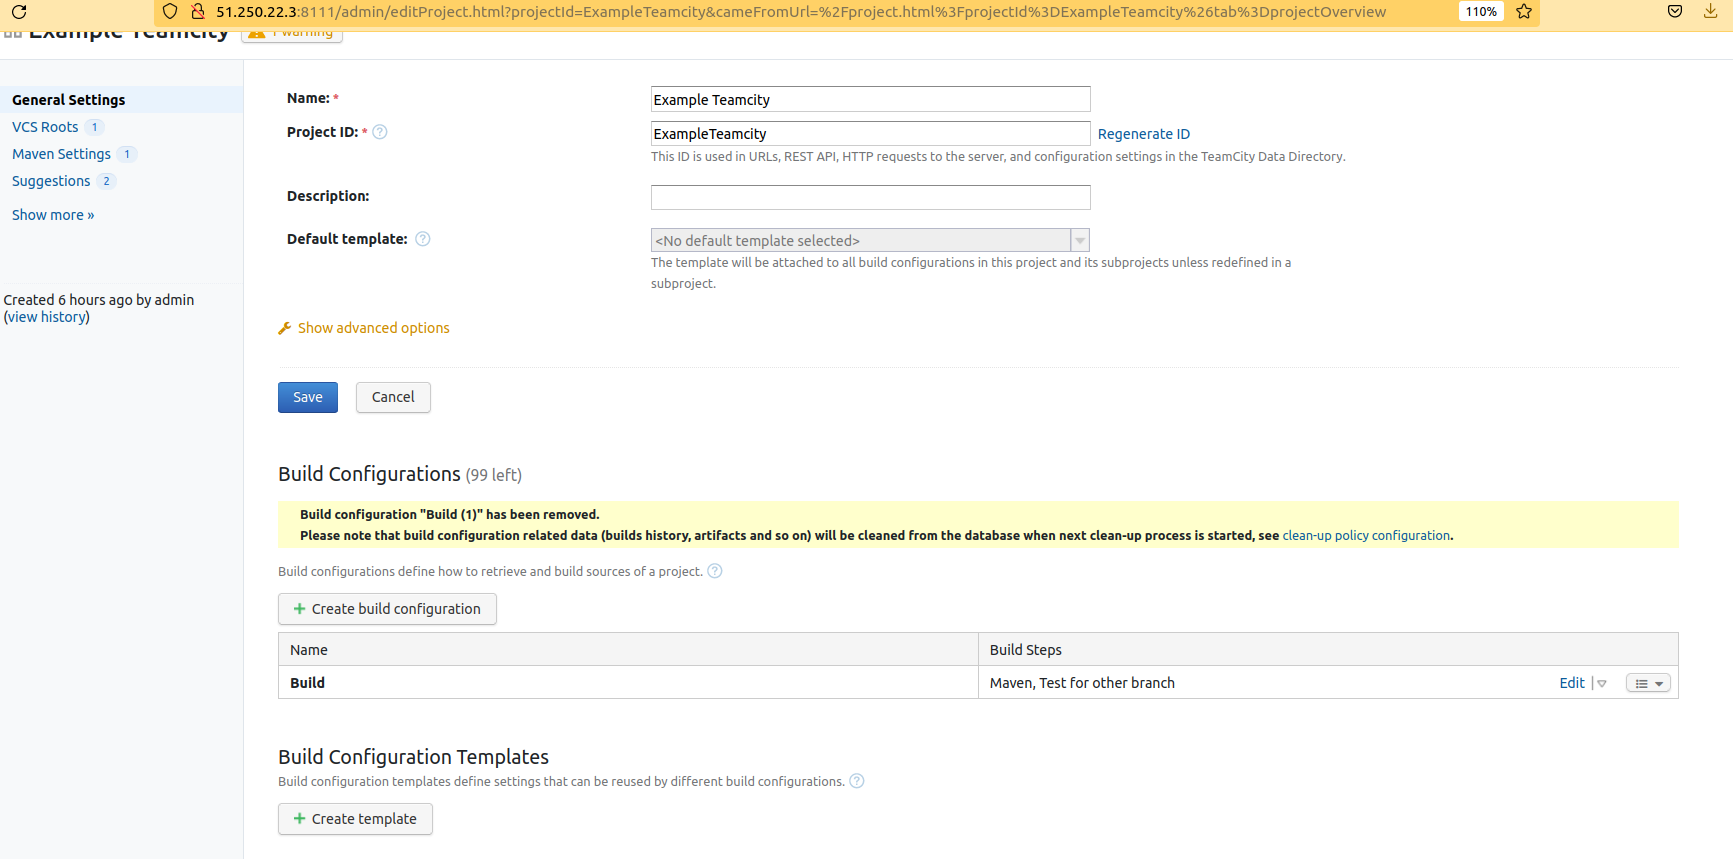 51.250.22.3:8111/admin/editProject.html?projectId=ExampleTeamcity&cameFromUrl=%2Fproject.html%3FprojectId%3DExampleTeamcity%26tab%3DprojectOverview
110%
Example Teamcity
1 warning
General Settings
VCS Roots 1
Maven Settings 1
Suggestions 2
Show more »
Created 6 hours ago by admin
(view history)
Name: *
Example Teamcity
Project ID: * ?
ExampleTeamcity
Regenerate ID
This ID is used in URLs, REST API, HTTP requests to the server, and configuration settings in the TeamCity Data Directory.
Description:
Default template: ?
<No default template selected>
The template will be attached to all build configurations in this project and its subprojects unless redefined in a
subproject.
Show advanced options
Save
Cancel
Build Configurations (99 left)
Build configuration "Build (1)" has been removed.
Please note that build configuration related data (builds history, artifacts and so on) will be cleaned from the database when next clean-up process is started, see clean-up policy configuration.
Build configurations define how to retrieve and build sources of a project. ?
+ Create build configuration
Name
Build Steps
Build
Maven, Test for other branch
Edit
Build Configuration Templates
Build configuration templates define settings that can be reused by different build configurations. ?
+ Create template